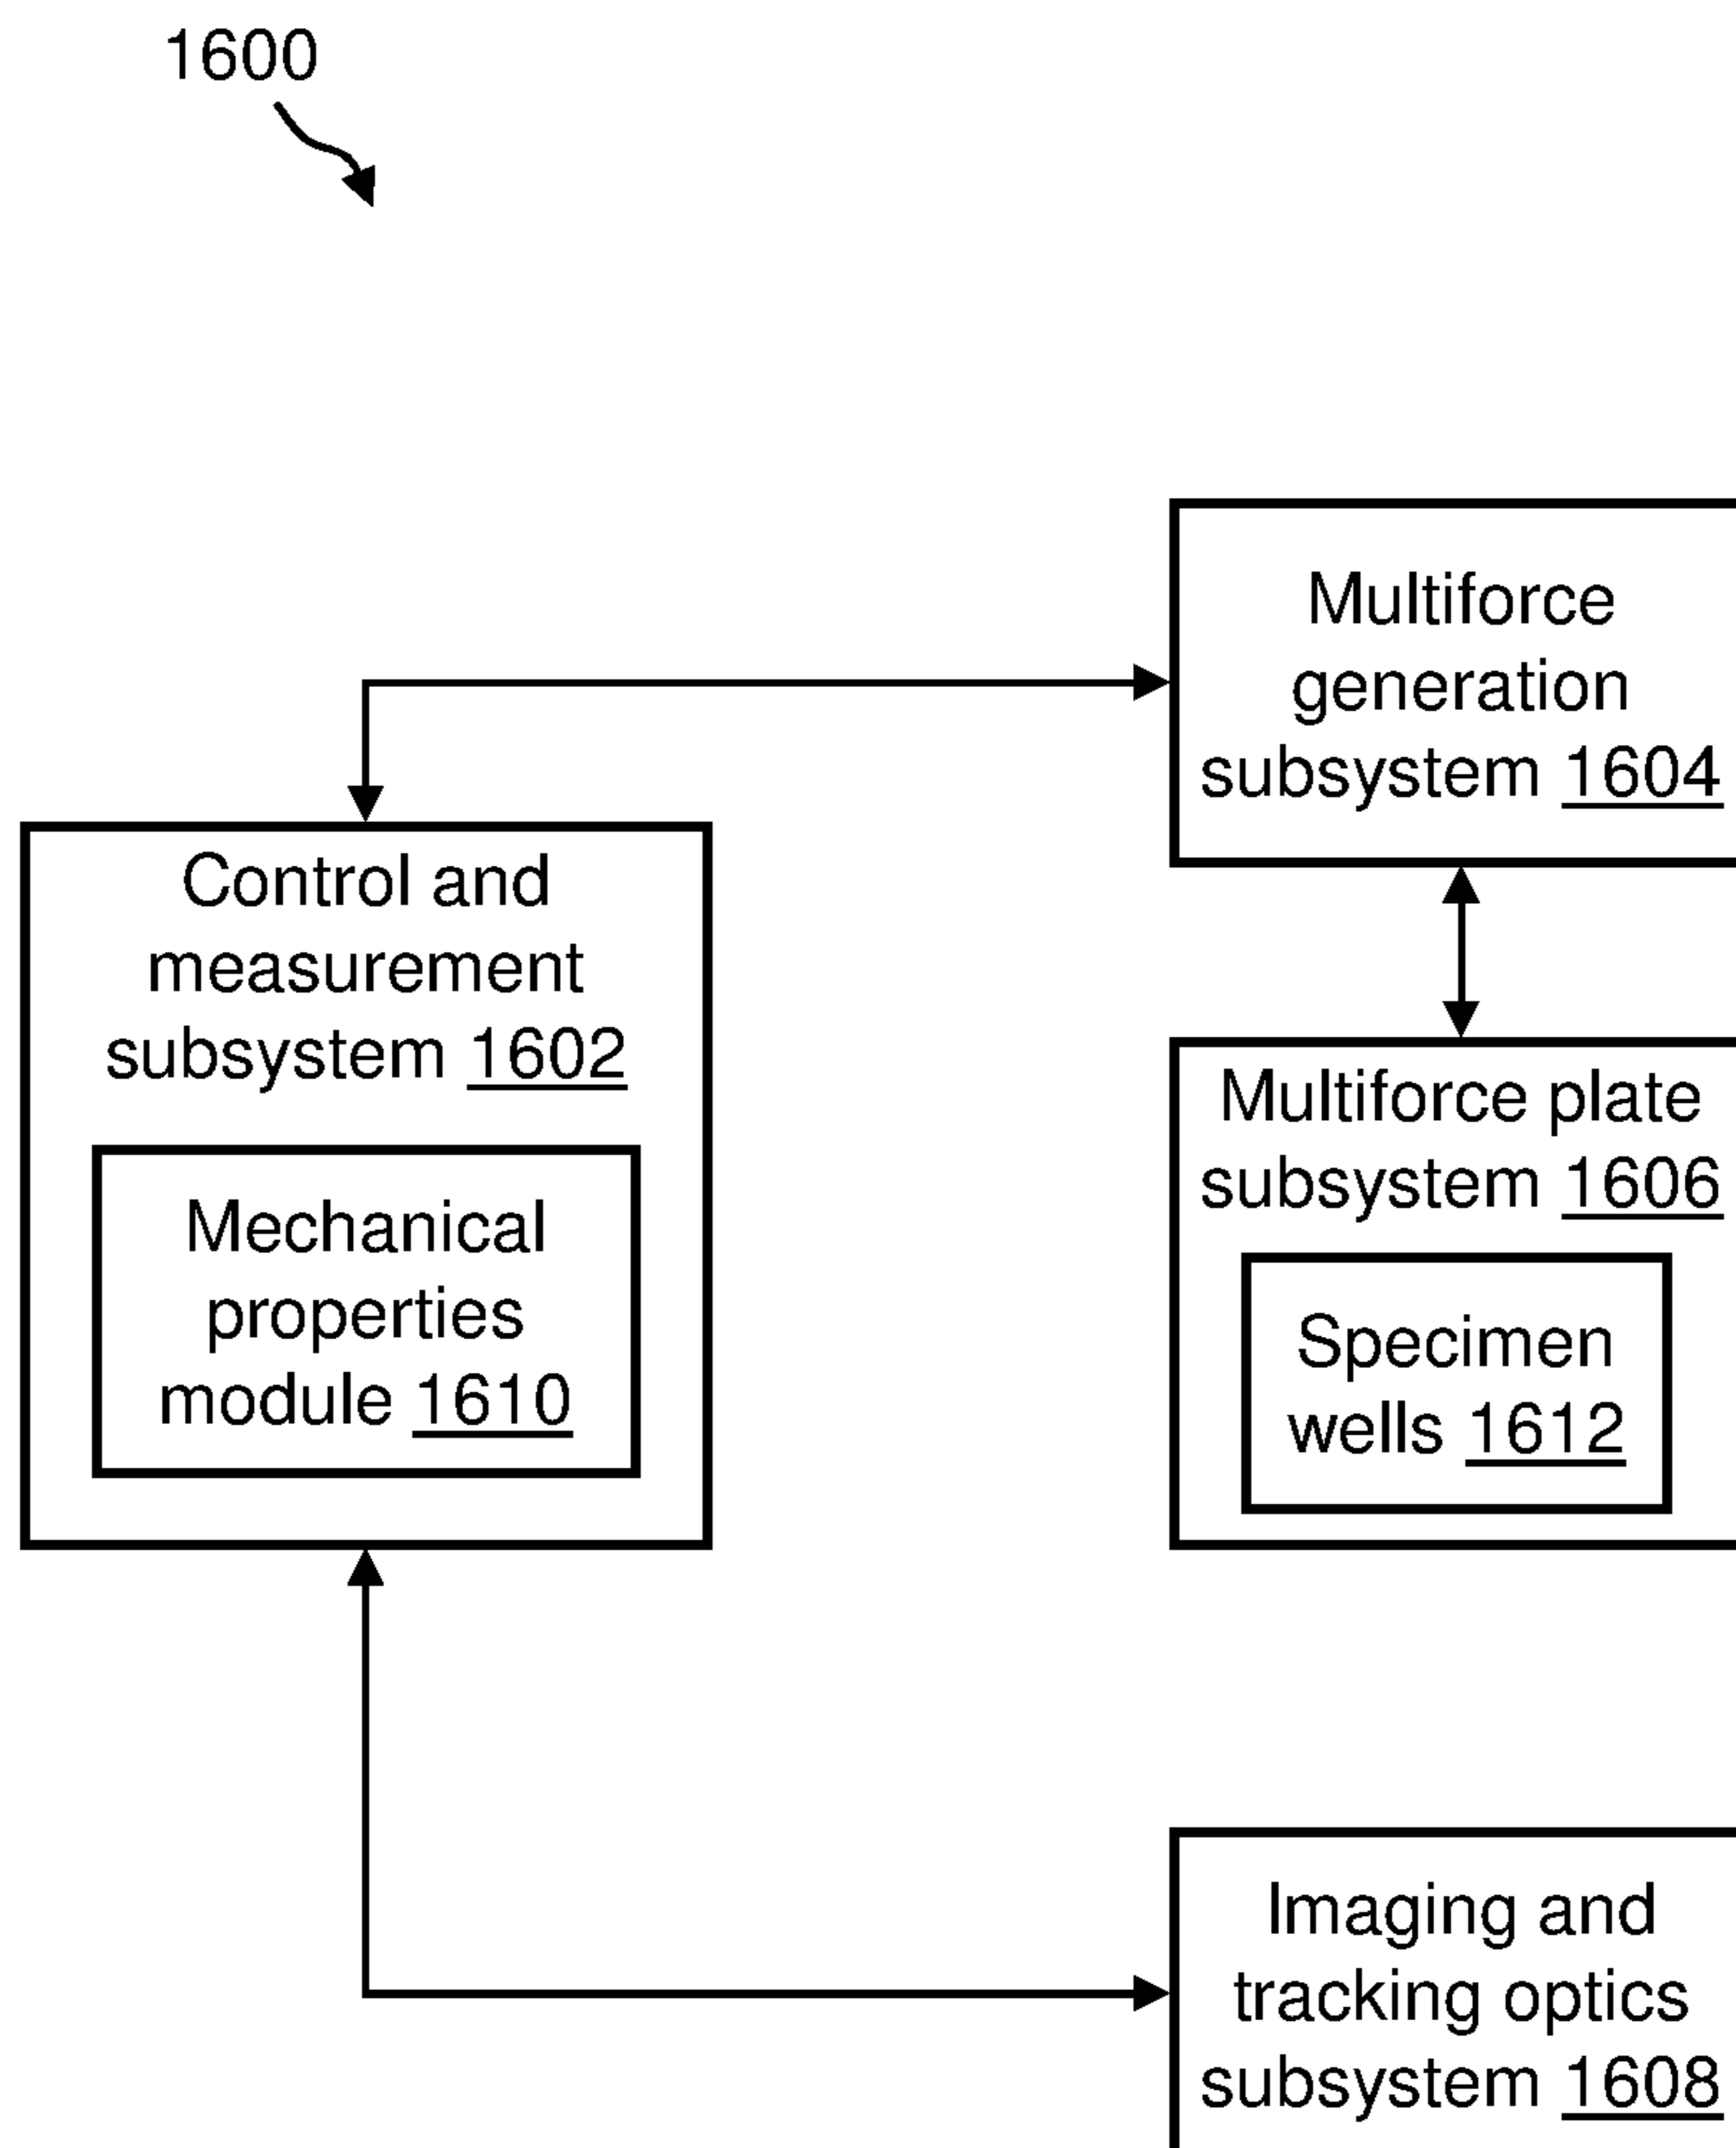 1600
Multiforce
generation
subsystem 1604
Control and
measurement
subsystem 1602
Mechanical
properties
module 1610
Multiforce plate
subsystem 1606
Specimen
wells 1612
Imaging and
tracking optics
subsystem 1608